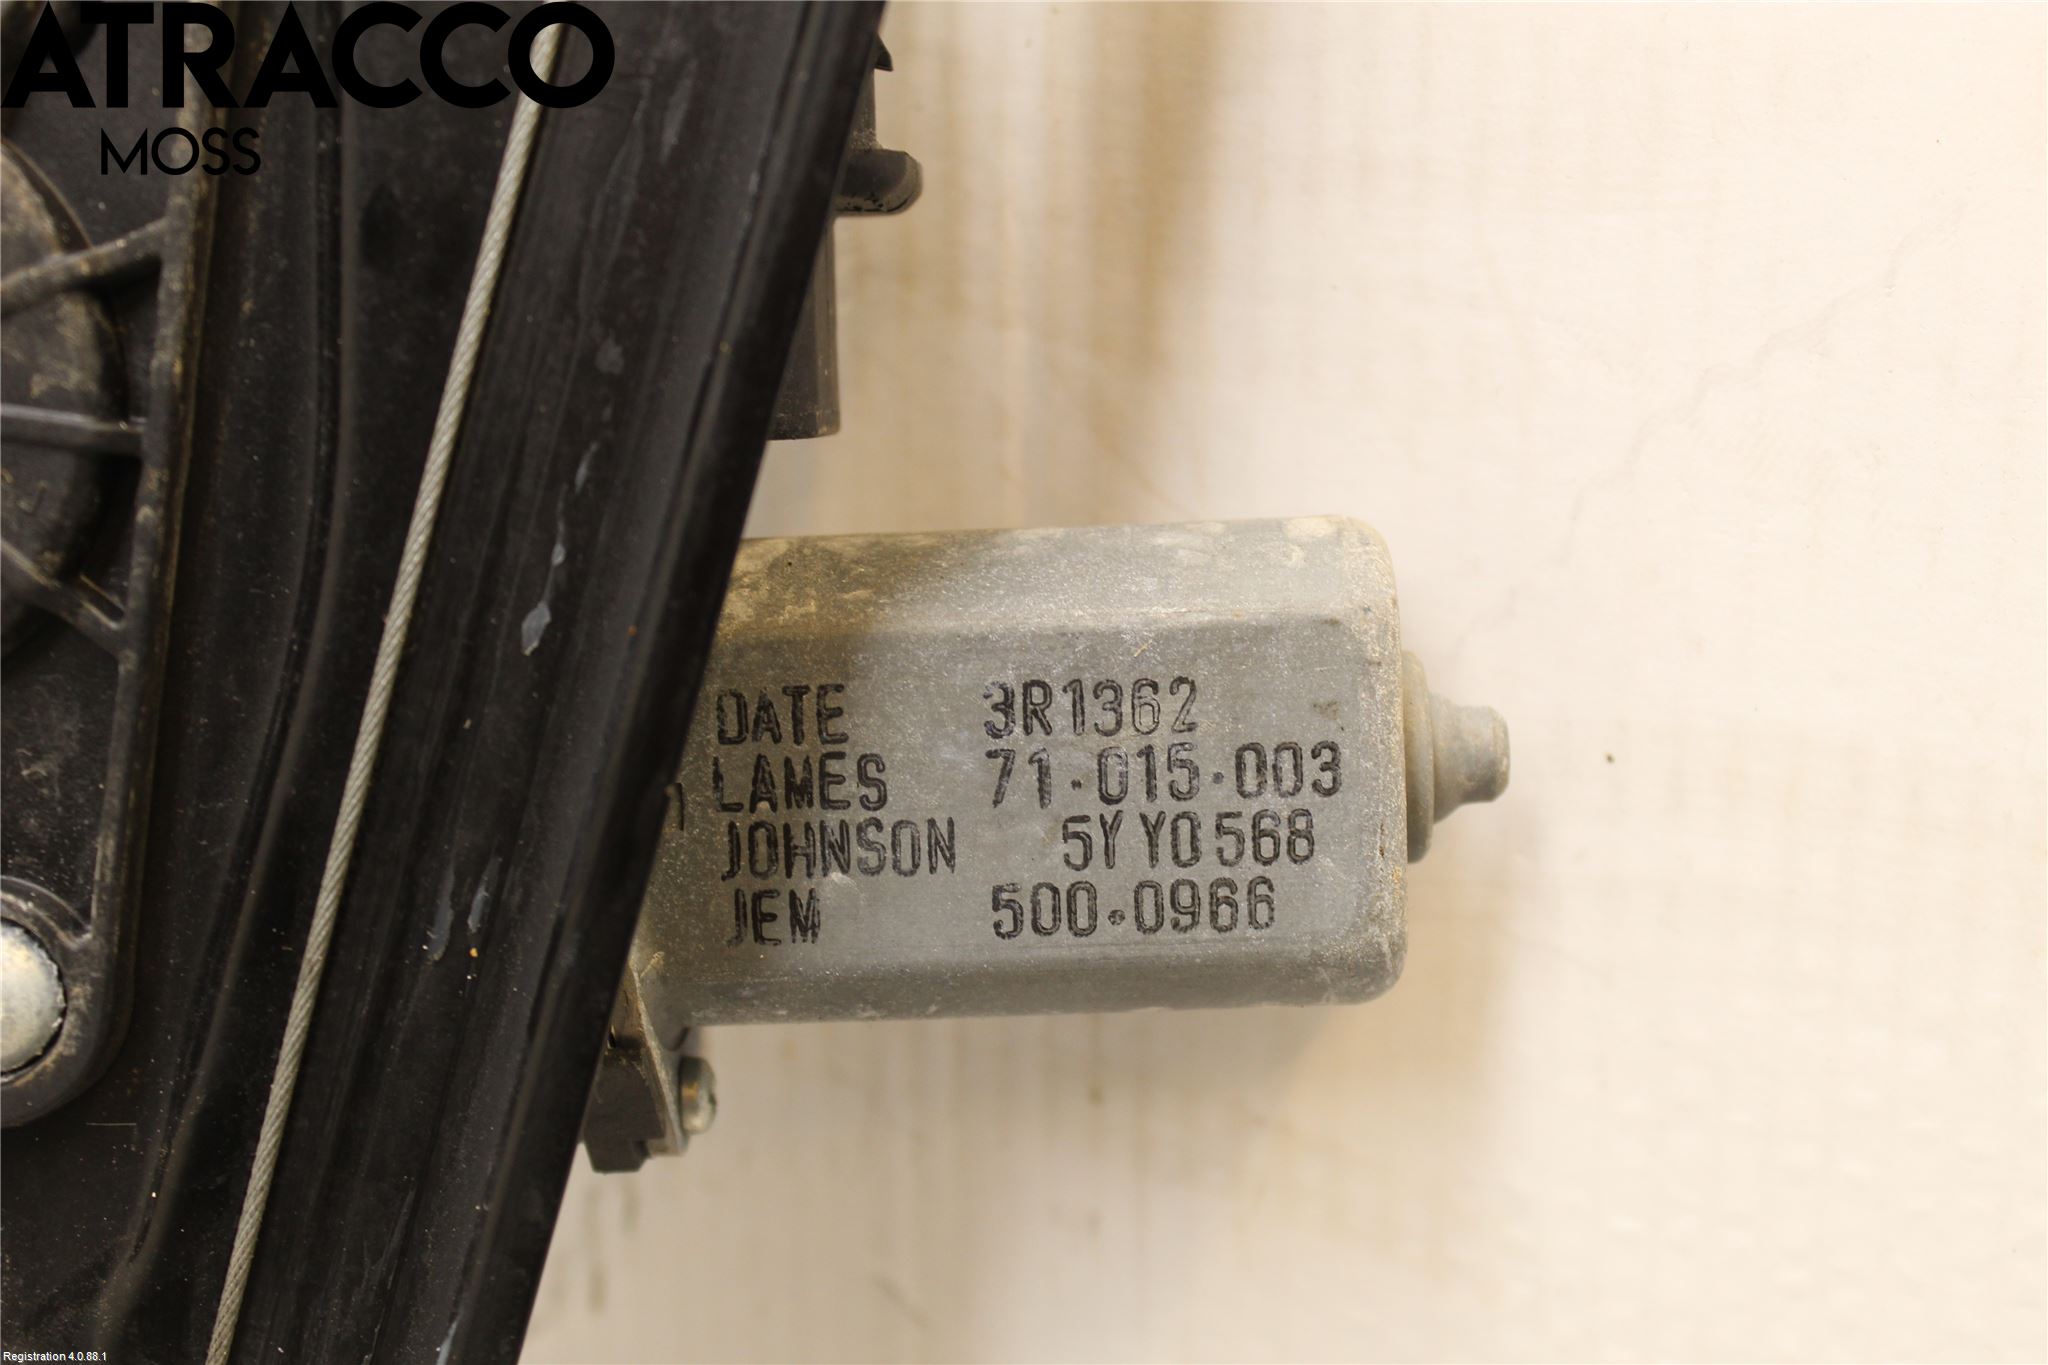 ATRACCO
MOSS
DATE 3R1362
LAMES 71.015.003
JOHNSON 5YY0568
JEM 500.0966
Registration 4.0.88.1